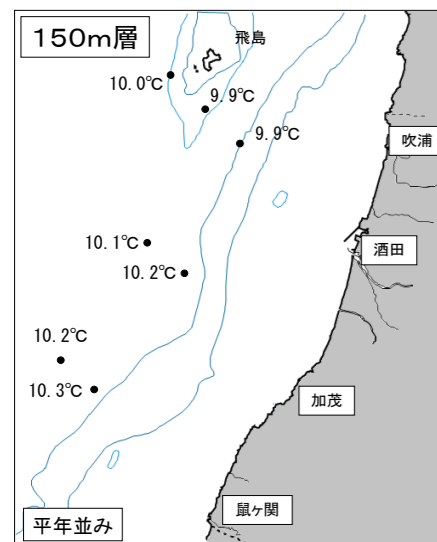 150m層
飛島
10.0℃
9.9℃
9.9℃
吹浦
10.1℃
酒田
10.2℃
10.2℃
10.3℃
加茂
鼠ヶ関
平年並み